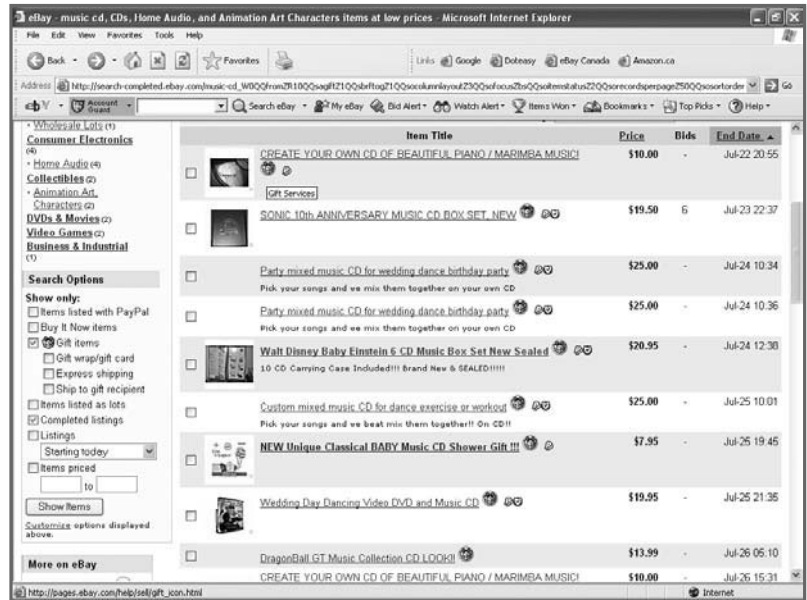 eBay - music cd, CDs, Home Audio, and Animation Art Characters items at low prices - Microsoft Internet Explorer
File Edit View Favorites Tools Help
Back Favorites Links Google Doteasy eBay Canada Amazon.ca
Address http://search-completed.ebay.com/music-cd_W0QQfromZR10QQsagiftZ1QQsbrftogZ1QQsocolumnlayoutZ3QQsofocusZbsQQsoitemstatusZ2QQsorecordsperpageZ50QQsosortorder Go
ebY Account Guard Search eBay My eBay Bid Alert Watch Alert Items Won Bookmarks Top Picks Help
· Wholesale Lots (1)
Consumer Electronics
(4)
· Home Audio (4)
Collectibles (2)
· Animation Art,
Characters (2)
DVDs & Movies (2)
Video Games (2)
Business & Industrial
(1)
Search Options
Show only:
Items listed with PayPal
Buy It Now items
Gift items
Gift wrap/gift card
Express shipping
Ship to gift recipient
Items listed as lots
Completed listings
Listings
Starting today
Items priced
to
Show Items
Customize options displayed
above.
More on eBay
Item Title Price Bids End Date
CREATE YOUR OWN CD OF BEAUTIFUL PIANO / MARIMBA MUSIC! $10.00 - Jul-22 20:55
Gift Services
SONIC 10th ANNIVERSARY MUSIC CD BOX SET, NEW $19.50 6 Jul-23 22:37
Party mixed music CD for wedding dance birthday party $25.00 - Jul-24 10:34
Pick your songs and we mix them together on your own CD
Party mixed music CD for wedding dance birthday party $25.00 - Jul-24 10:36
Pick your songs and we mix them together on your own CD
Walt Disney Baby Einstein 6 CD Music Box Set New Sealed $20.95 - Jul-24 12:38
10 CD Carrying Case Included!!! Brand New & SEALED!!!!!
Custom mixed music CD for dance exercise or workout $25.00 - Jul-25 10:01
Pick your songs and we beat mix them together!! On CD!!
NEW Unique Classical BABY Music CD Shower Gift !!! $7.95 - Jul-25 19:45
Wedding Day Dancing Video DVD and Music CD $19.95 - Jul-25 21:35
DragonBall GT Music Collection CD LOOK!! $13.99 - Jul-26 05:10
CREATE YOUR OWN CD OF BEAUTIFUL PIANO / MARIMBA MUSIC! $10.00 - Jul-26 15:31
http://pages.ebay.com/help/sell/gift_icon.html Internet